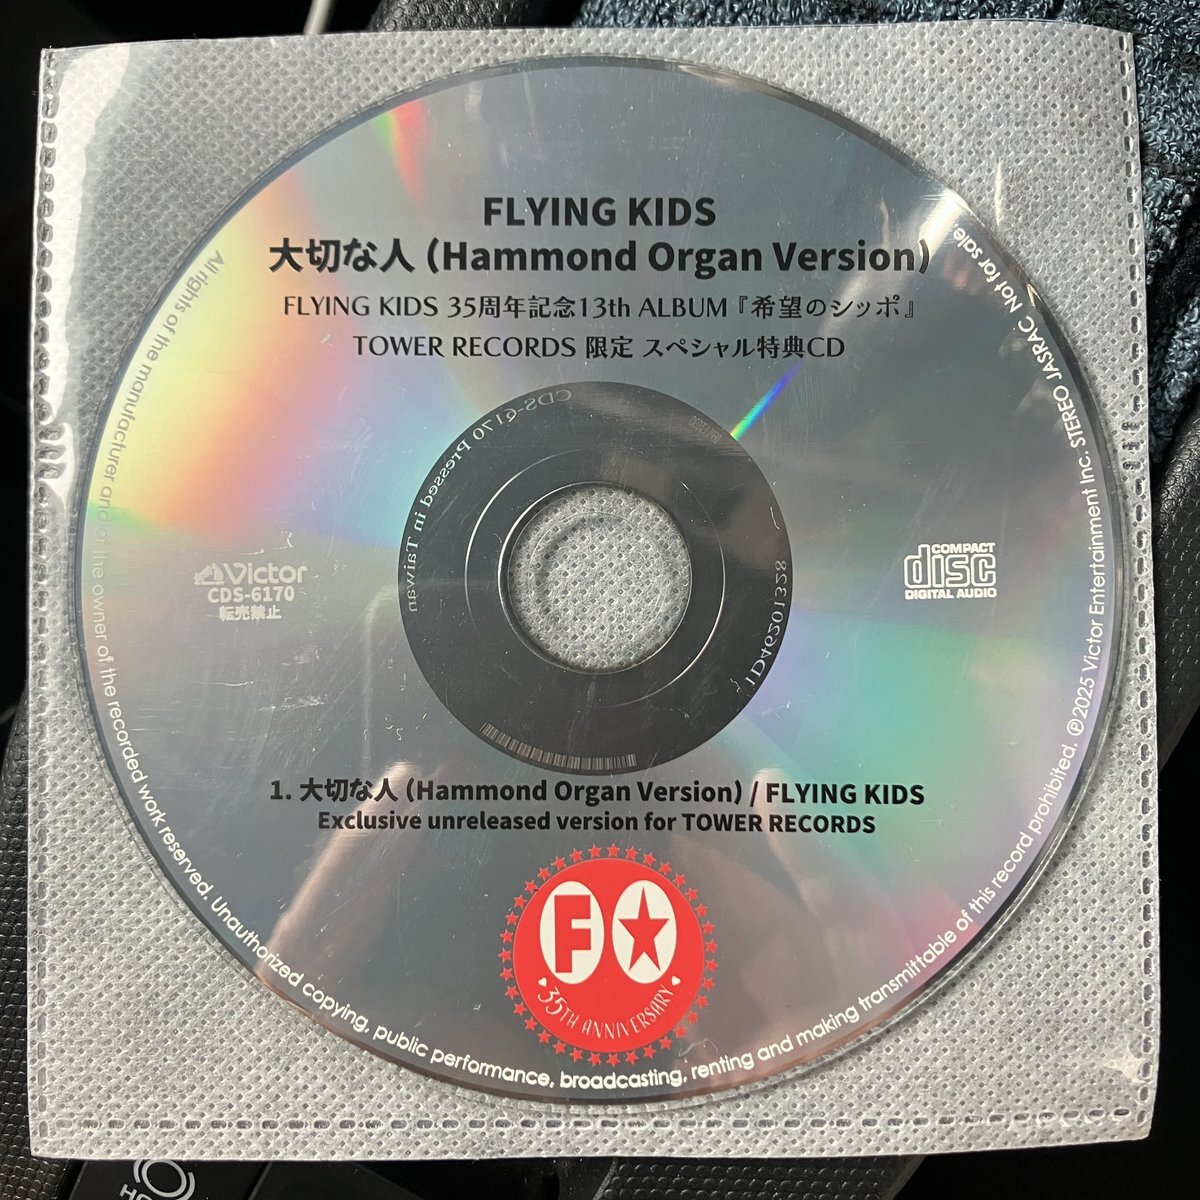 FLYING KIDS
大切な人 (Hammond Organ Version)
FLYING KIDS 35周年記念13th ALBUM『希望のシッポ』
TOWER RECORDS 限定 スペシャル特典CD
CDS-6170 Pressed in Taiwan
1D46201328
Victor
CDS-6170
転売禁止
COMPACT
disc
DIGITAL AUDIO
1. 大切な人 (Hammond Organ Version) / FLYING KIDS
Exclusive unreleased version for TOWER RECORDS
F
35TH ANNIVERSARY
All rights of the manufacturer and of the owner of the recorded work reserved. Unauthorized copying, public performance, broadcasting, renting and making transmittable of this record prohibited. ℗2025 Victor Entertainment Inc. STEREO JASRAC Not for sale.